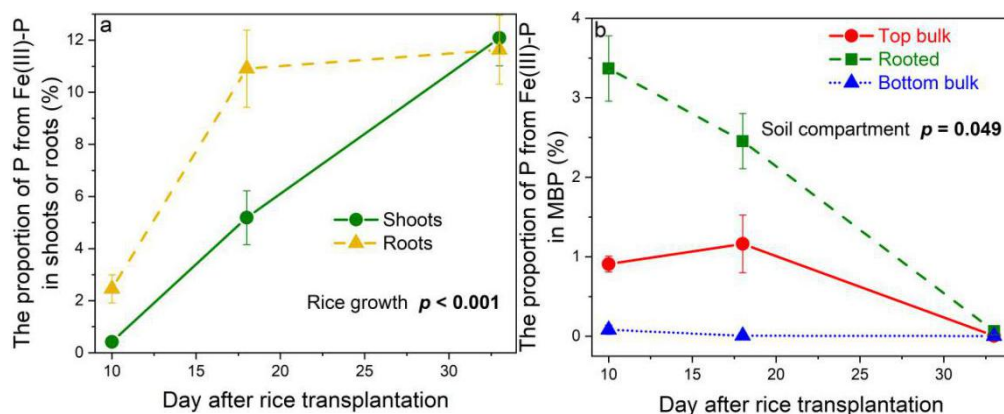 a
The proportion of P from Fe(III)-P
in shoots or roots (%)
12
10
8
6
4
2
0
Shoots
Roots
Rice growth p < 0.001
10
15
20
25
30
Day after rice transplantation
b
The proportion of P from Fe(III)-P
in MBP (%)
4
3
2
1
0
Top bulk
Rooted
Bottom bulk
Soil compartment p = 0.049
10
15
20
25
30
Day after rice transplantation